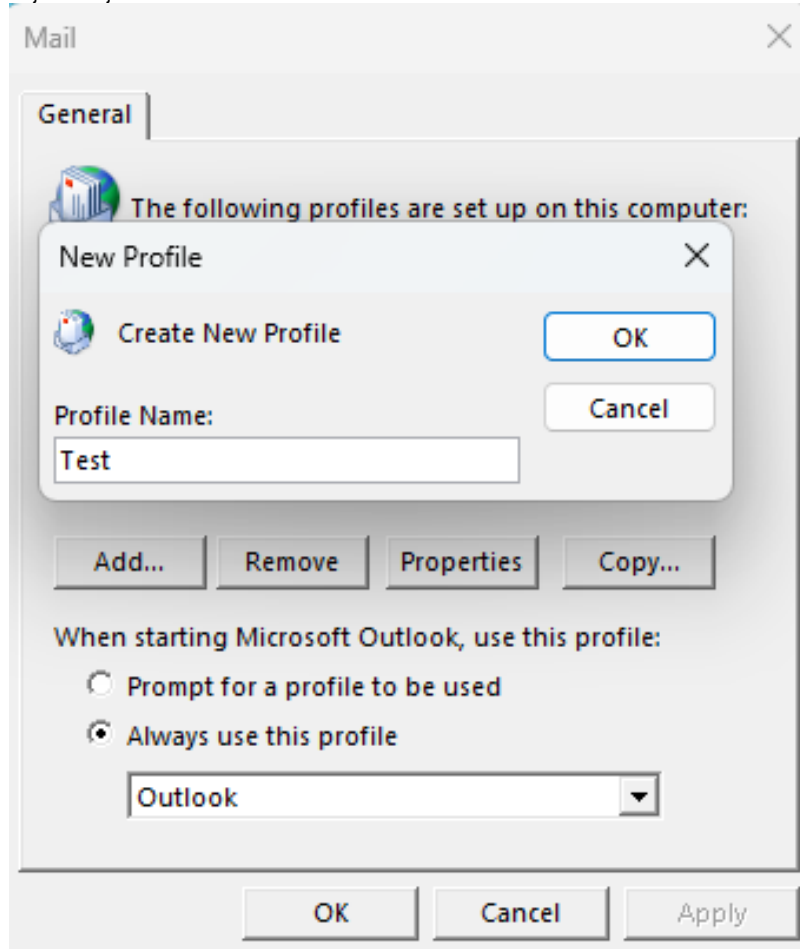 Mail
General
The following profiles are set up on this computer:
New Profile
Create New Profile
OK
Cancel
Profile Name:
Test
Add...
Remove
Properties
Copy...
When starting Microsoft Outlook, use this profile:
Prompt for a profile to be used
Always use this profile
Outlook
OK
Cancel
Apply